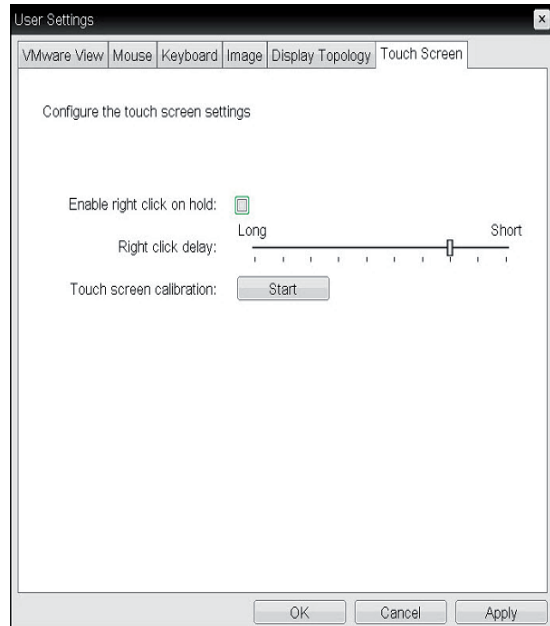 User Settings
VMware View Mouse Keyboard Image Display Topology Touch Screen
Configure the touch screen settings
Enable right click on hold:
Long Short
Right click delay:
Touch screen calibration: Start
OK Cancel Apply